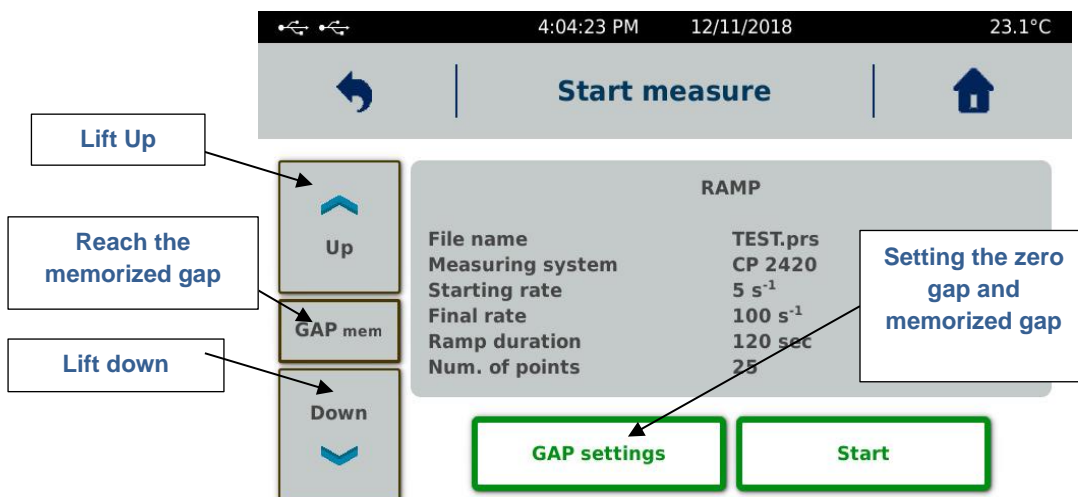 4:04:23 PM 12/11/2018 23.1°C
Start measure
Lift Up
Reach the
memorized gap
Lift down
Up
GAP mem
Down
RAMP
File name TEST.prs
Measuring system CP 2420
Starting rate 5 s⁻¹
Final rate 100 s⁻¹
Ramp duration 120 sec
Num. of points 25
Setting the zero
gap and
memorized gap
GAP settings
Start